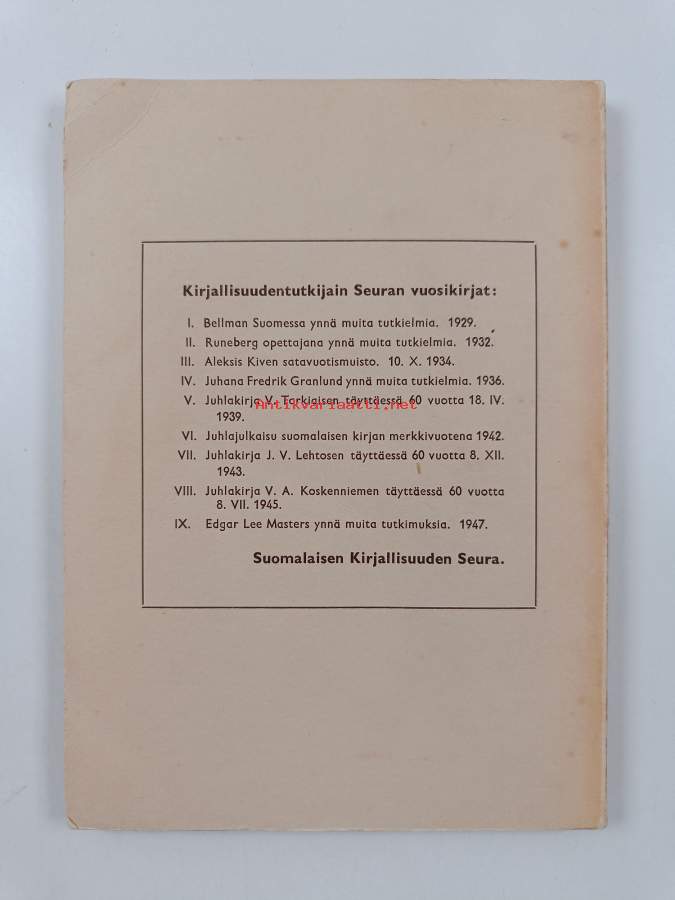 Kirjallisuudentutkijain Seuran vuosikirjat:
I. Bellman Suomessa ynnä muita tutkielmia. 1929.
II. Runeberg opettajana ynnä muita tutkielmia. 1932.
III. Aleksis Kiven satavuotismuisto. 10. X. 1934.
IV. Juhana Fredrik Granlund ynnä muita tutkielmia. 1936.
V. Juhlakirja V. Tarkiaisen täyttäessä 60 vuotta 18. IV.
Antikvariaatti.net
1939.
VI. Juhlajulkaisu suomalaisen kirjan merkkivuotena 1942.
VII. Juhlakirja J. V. Lehtosen täyttäessä 60 vuotta 8. XII.
1943.
VIII. Juhlakirja V. A. Koskenniemen täyttäessä 60 vuotta
8. VII. 1945.
IX. Edgar Lee Masters ynnä muita tutkimuksia. 1947.
Suomalaisen Kirjallisuuden Seura.